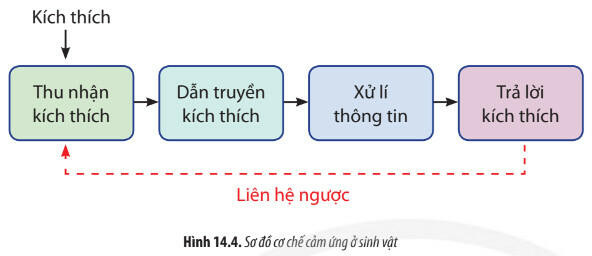 Kích thích
Thu nhận
kích thích
Dẫn truyền
kích thích
Xử lí
thông tin
Trả lời
kích thích
Liên hệ ngược
Hình 14.4. Sơ đồ cơ chế cảm ứng ở sinh vật